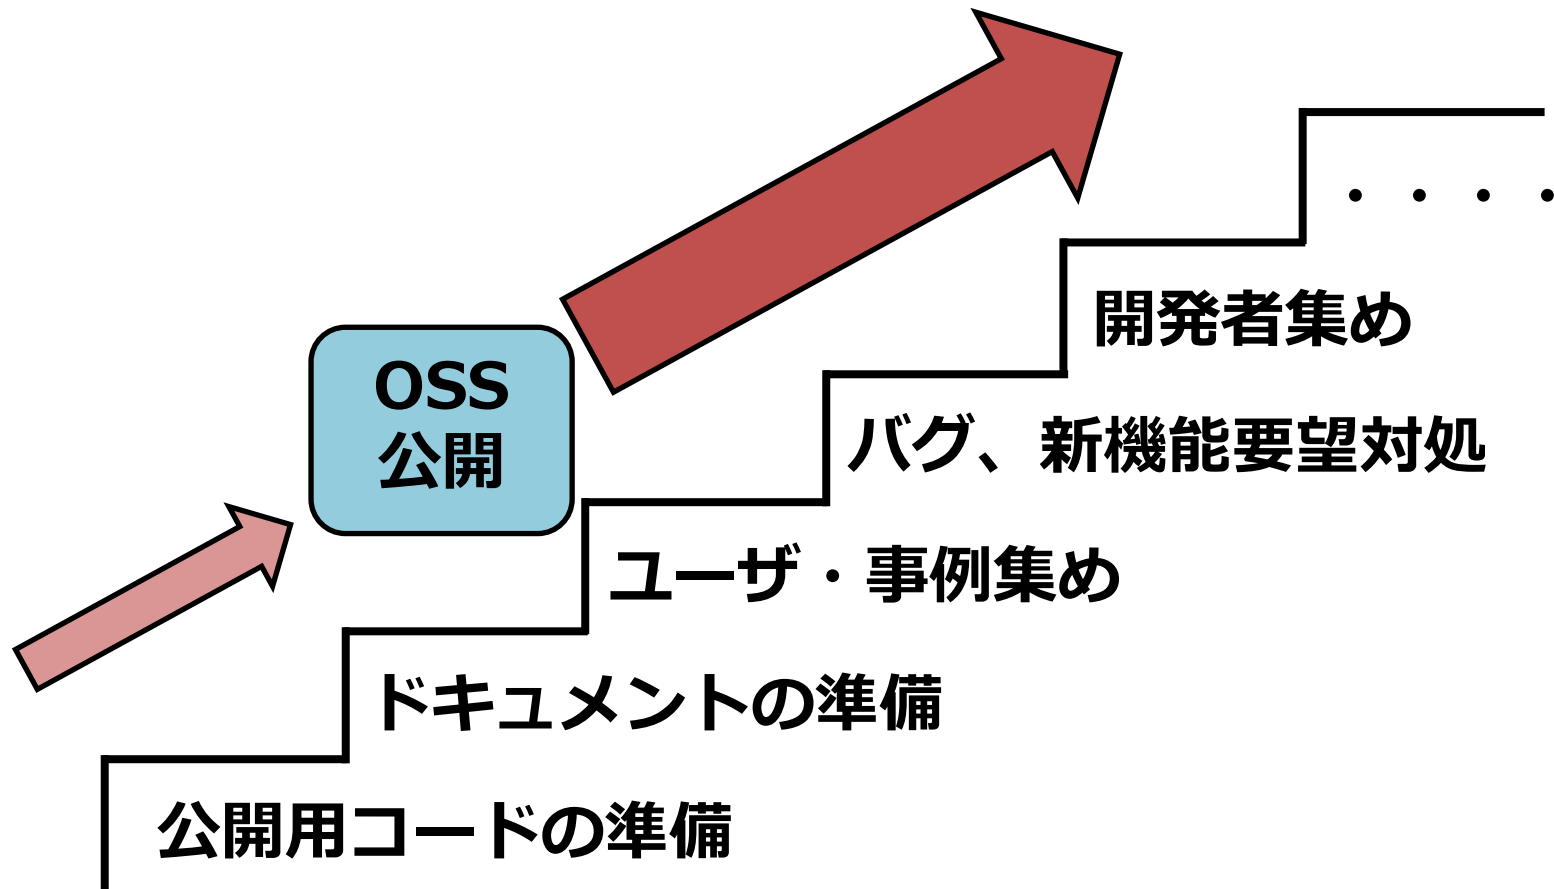 ・・・・
開発者集め
バグ、新機能要望対処
OSS
公開
ユーザ・事例集め
ドキュメントの準備
公開用コードの準備